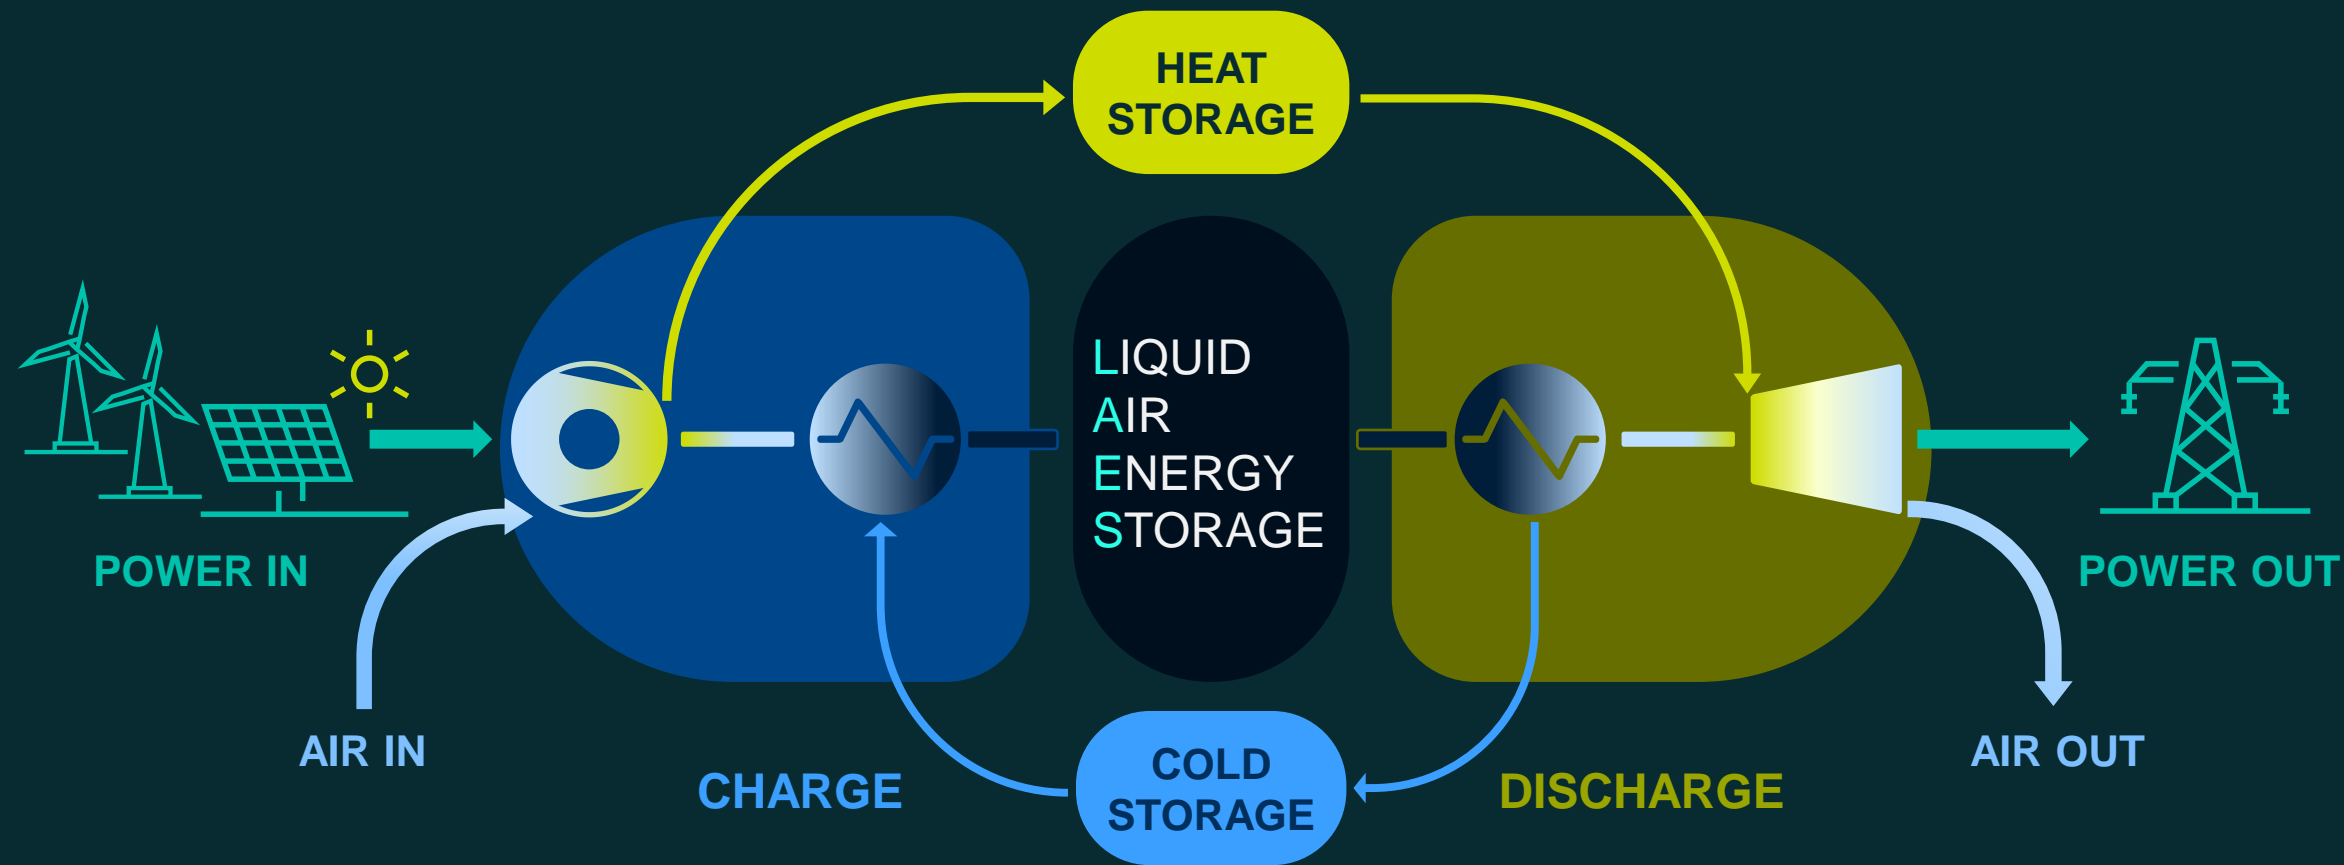 HEAT
STORAGE
LIQUID
AIR
ENERGY
STORAGE
POWER IN
POWER OUT
AIR IN
AIR OUT
CHARGE
COLD
STORAGE
DISCHARGE